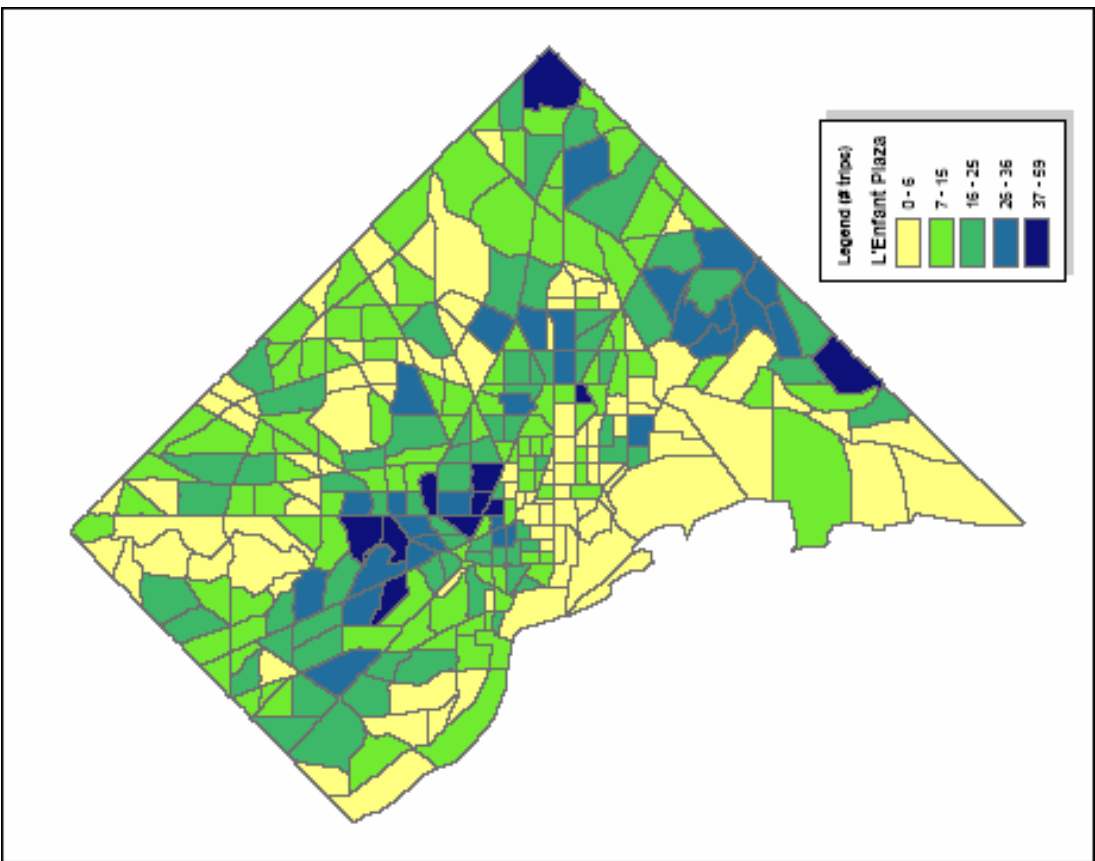 Legend (# trips)
L'Enfant Plaza
0 - 6
7 - 15
16 - 25
26 - 36
37 - 59